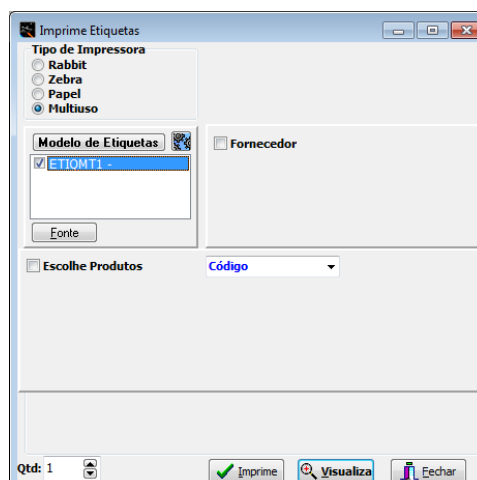 Imprime Etiquetas
Tipo de Impressora
Rabbit
Zebra
Papel
Multiuso
Modelo de Etiquetas
Fornecedor
ETIQMT1 -
Fonte
Escolhe Produtos
Código
Qtd: 1
Imprime
Visualiza
Fechar